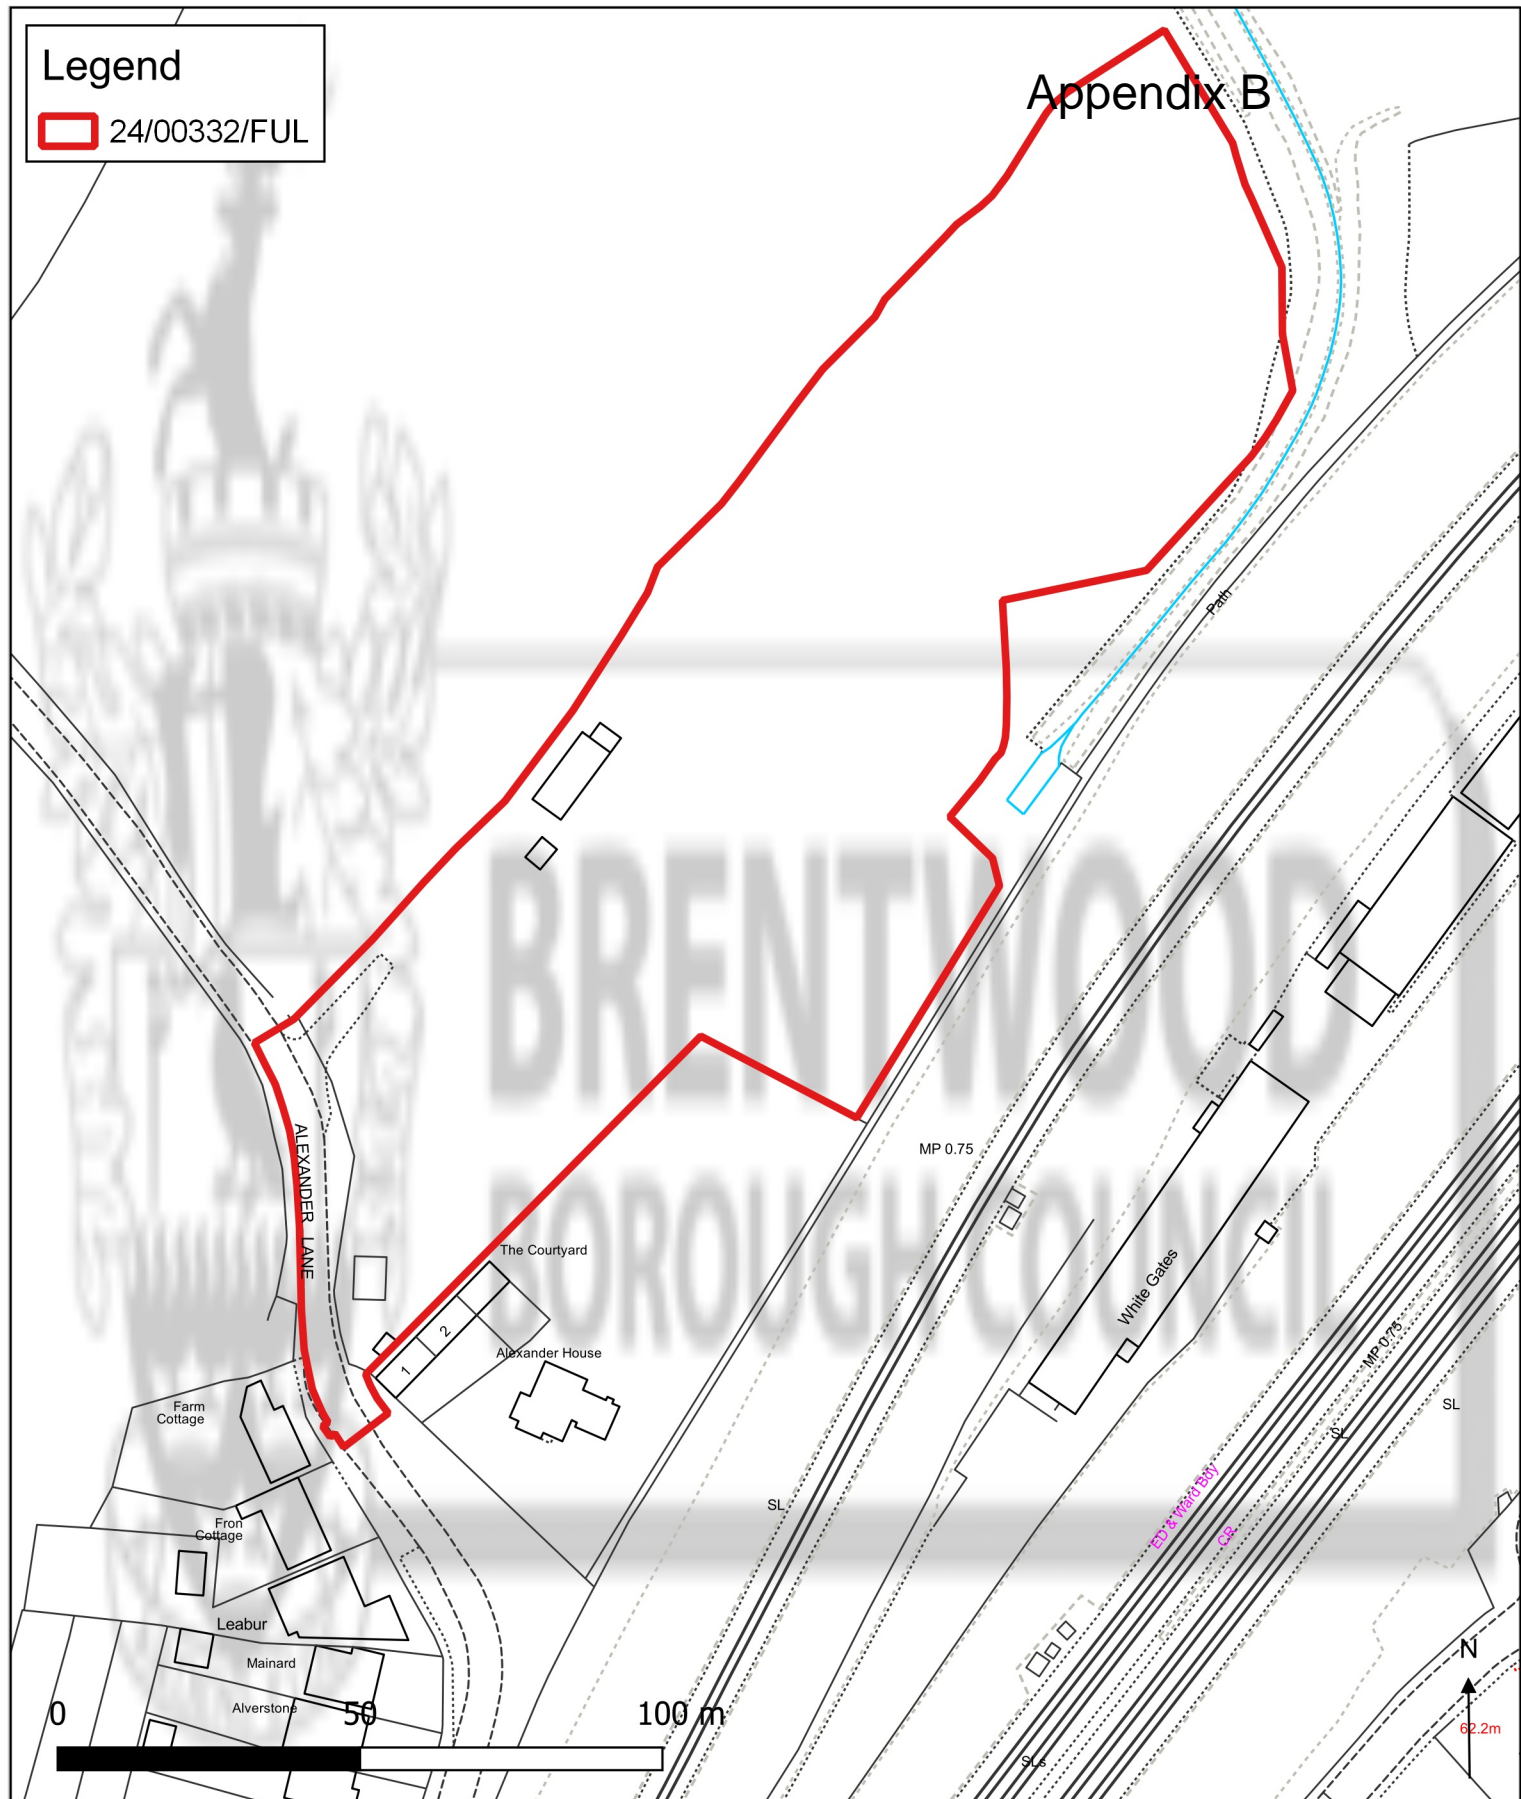 Legend
24/00332/FUL
Appendix B
Path
BRENTWOOD
BOROUGH COUNCIL
MP 0.75
ALEXANDER LANE
The Courtyard
White Gates
2
1
Alexander House
MP 0.75
Farm
Cottage
SL
SL
SL
ED & Ward Bdy
CR
Fron
Cottage
Leabur
Mainard
Alverstone
N
62.2m
SLs
0 50 100 m